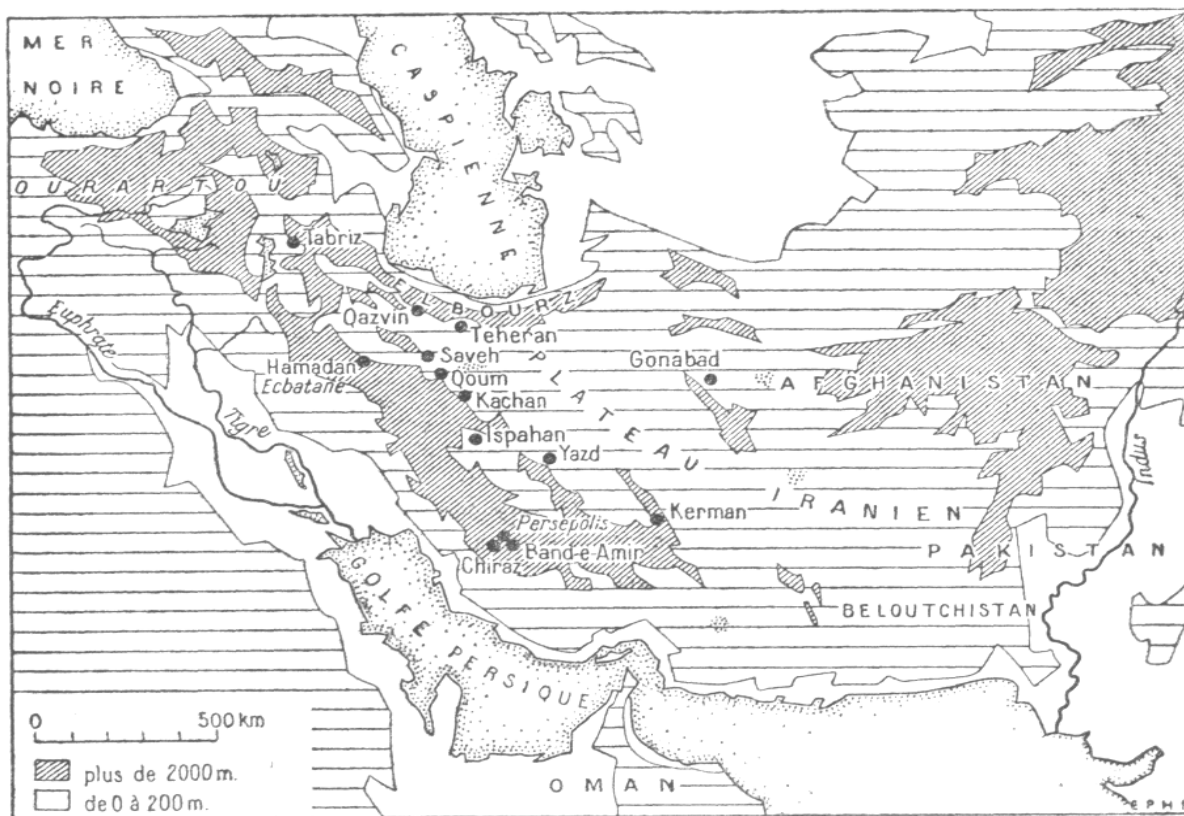 MER
NOIRE
CASPIENNE
OURARTOU
Tabriz
ELBOURZ
Qazvin
Teheran
Euphrate
Saveh
Gonabad
Hamadan
Ecbatane
Qoum
AFGHANISTAN
Kachan
PLATEAU
Tigre
Ispahan
Yazd
Indus
IRANIEN
Kerman
Persépolis
PAKISTAN
Band-e-Amir
Chiraz
GOLFE
BELOUTCHISTAN
PERSIQUE
0 500 km
plus de 2000 m.
de 0 à 200 m.
OMAN
EPHE